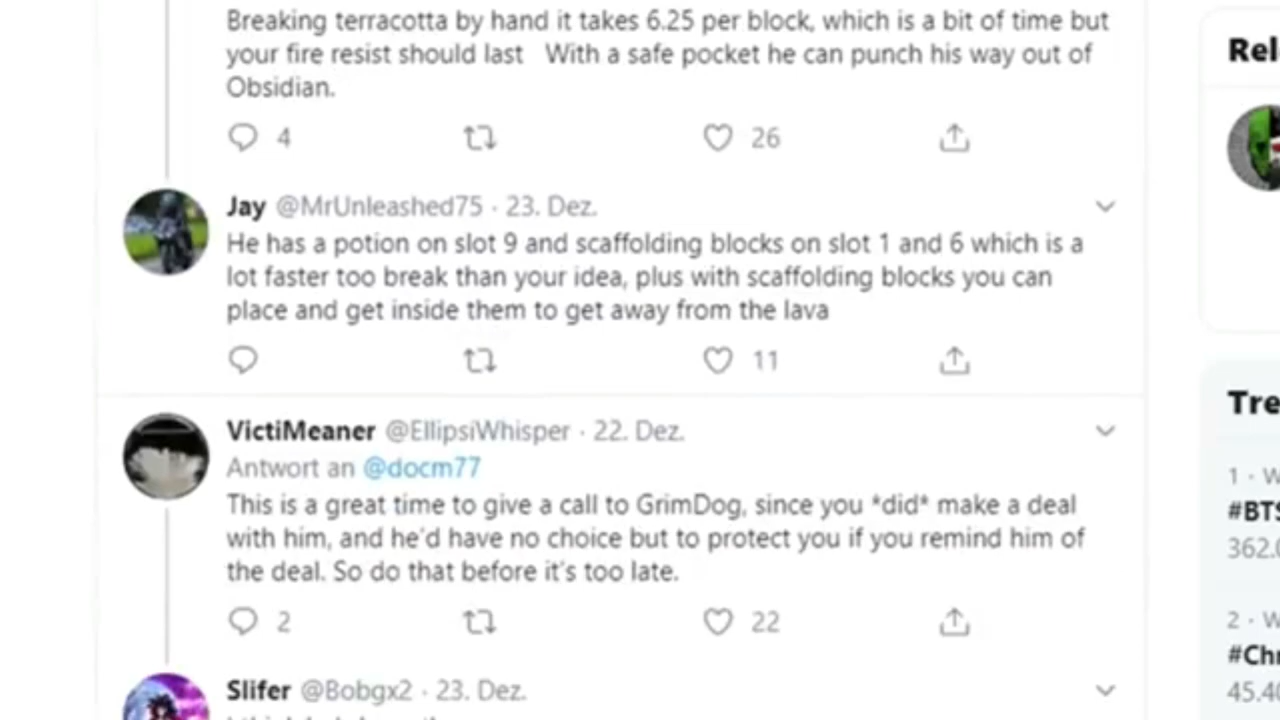 Breaking terracotta by hand it takes 6.25 per block, which is a bit of time but
your fire resist should last With a safe pocket he can punch his way out of
Obsidian.
4 26
Jay @MrUnleashed75 · 23. Dez.
He has a potion on slot 9 and scaffolding blocks on slot 1 and 6 which is a
lot faster too break than your idea, plus with scaffolding blocks you can
place and get inside them to get away from the lava
11
VictiMeaner @EllipsiWhisper · 22. Dez.
Antwort an @docm77
This is a great time to give a call to GrimDog, since you *did* make a deal
with him, and he'd have no choice but to protect you if you remind him of
the deal. So do that before it's too late.
2 22
Slifer @Bobgx2 · 23. Dez.
Rel
Tre
1 · W
#BTS
362.0
2 · W
#Chr
45.40